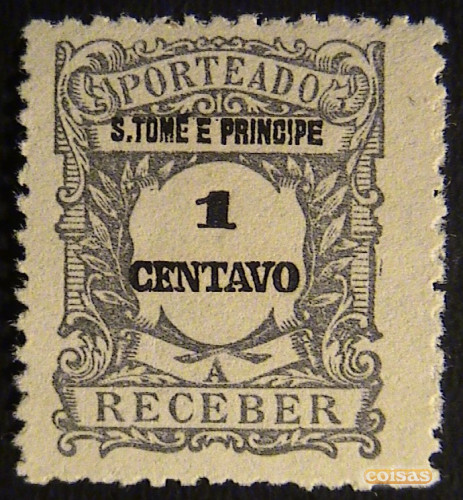 PORTEADO
S. TOMÉ E PRINCIPE
1
CENTAVO
A
RECEBER
coisas